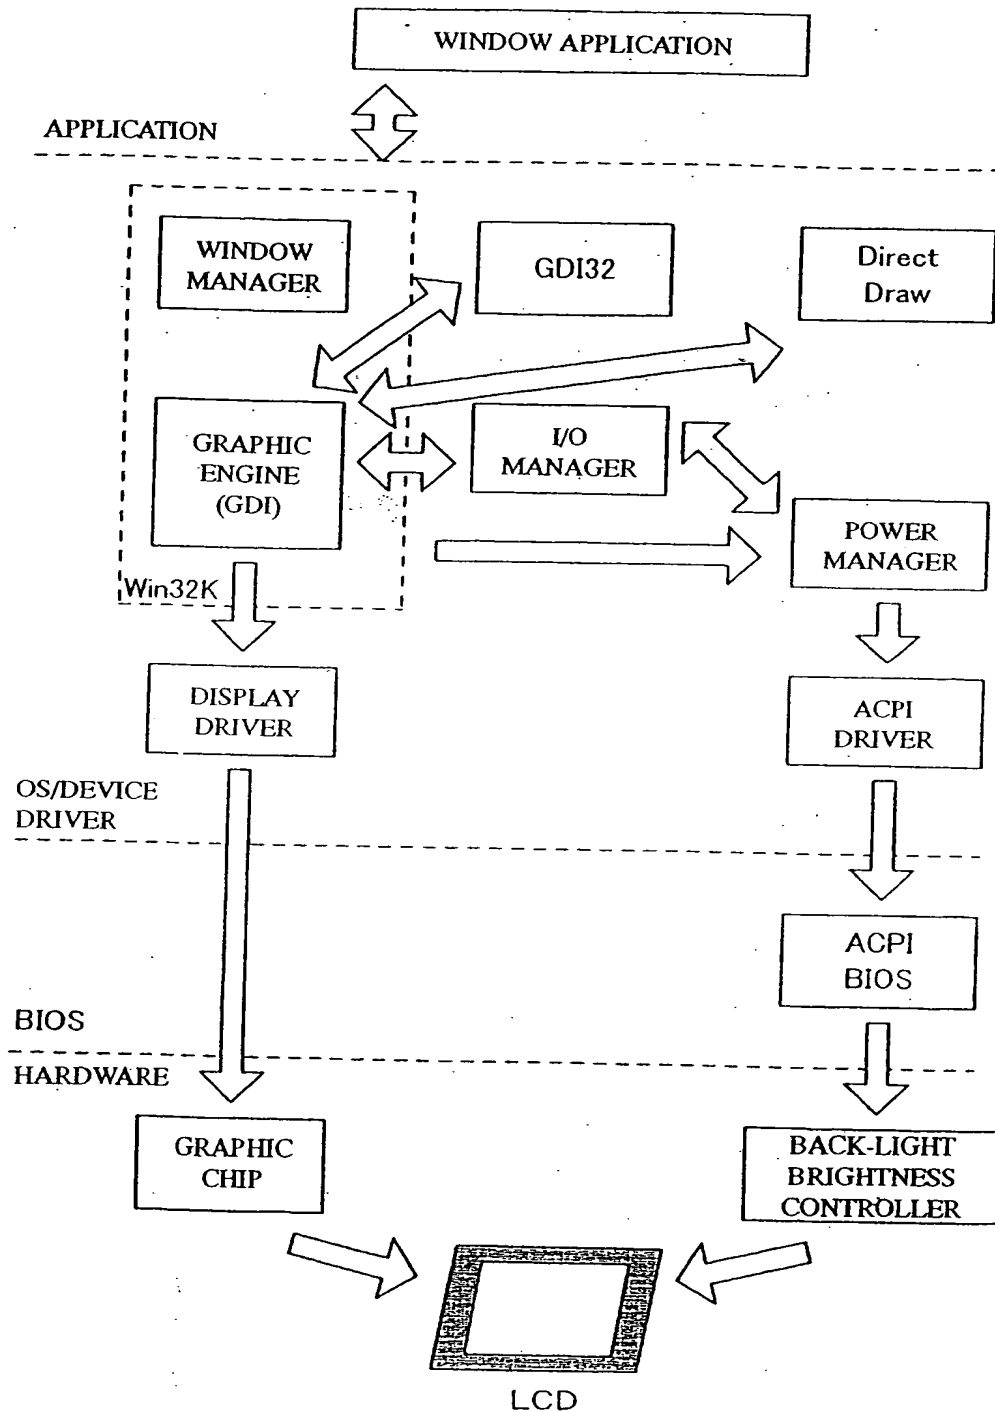 WINDOW APPLICATION
APPLICATION
WINDOW
MANAGER
GDI32
Direct
Draw
GRAPHIC
ENGINE
(GDI)
I/O
MANAGER
POWER
MANAGER
Win32K
DISPLAY
DRIVER
ACPI
DRIVER
OS/DEVICE
DRIVER
ACPI
BIOS
BIOS
HARDWARE
GRAPHIC
CHIP
BACK-LIGHT
BRIGHTNESS
CONTROLLER
LCD